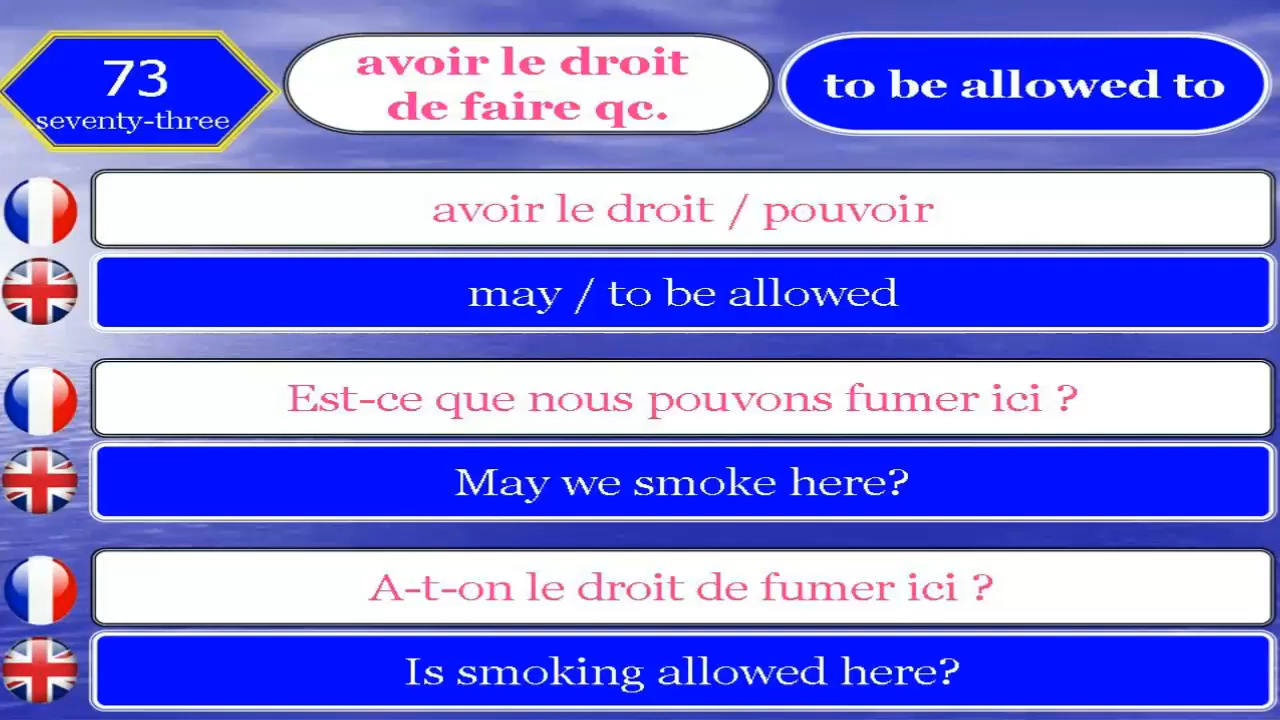 73
seventy-three
avoir le droit
de faire qc.
to be allowed to
avoir le droit / pouvoir
may / to be allowed
Est-ce que nous pouvons fumer ici ?
May we smoke here?
A-t-on le droit de fumer ici ?
Is smoking allowed here?